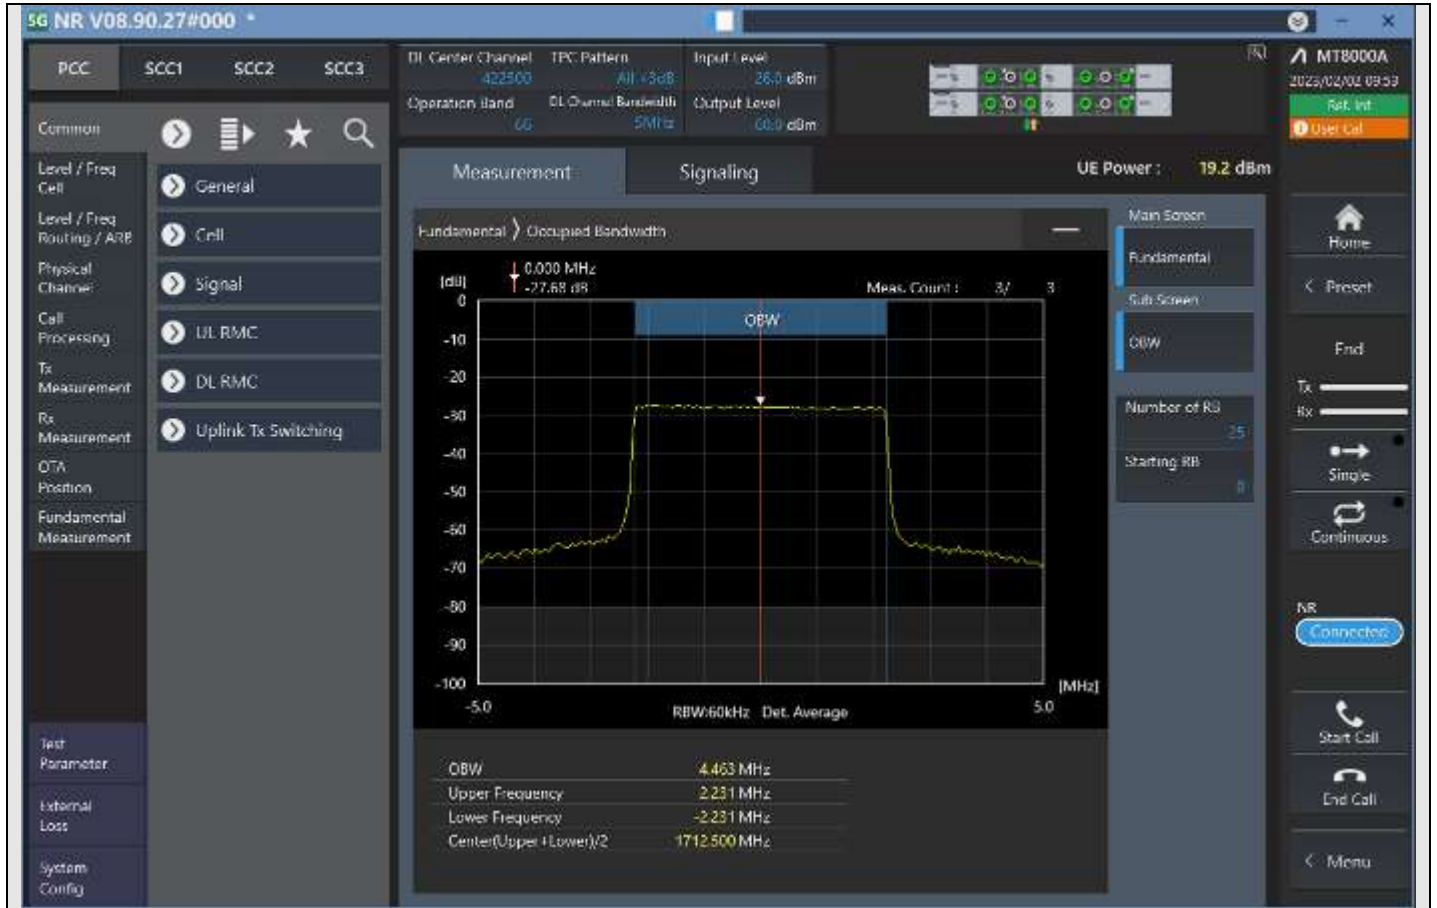 SG NR V08.90.27#000 *
PCC SCC1 SCC2 SCC3
DL Center Channel
422500
TPC Pattern
All +3dB
Input Level
26.0 dBm
Operation Band
66
DL Channel Bandwidth
5MHz
Output Level
dBm
MT8000A
2023/02/02 09:53
Ref. Int
User Cal
Common
Level / Freq
Cell
Level / Freq
Routing / ARB
Physical
Channel
Call
Processing
Tx
Measurement
Rx
Measurement
OTA
Position
Fundamental
Measurement
Test
Parameter
External
Loss
System
Config
General
Cell
Signal
UL RMC
DL RMC
Uplink Tx Switching
Measurement
Signaling
UE Power : 19.2 dBm
Fundamental > Occupied Bandwidth
[dB]
0.000 MHz
-27.68 dB
Meas. Count : 3/ 3
OBW
0
-10
-20
-30
-40
-50
-60
-70
-80
-90
-100
[MHz]
-5.0
RBW:60kHz Det. Average
5.0
OBW 4.463 MHz
Upper Frequency 2.231 MHz
Lower Frequency -2.231 MHz
Center(Upper+Lower)/2 1712.500 MHz
Main Screen
Fundamental
Sub Screen
OBW
Number of RB
25
Starting RB
0
Home
< Preset
End
Tx
Rx
Single
Continuous
NR
Connected
Start Call
End Call
< Menu